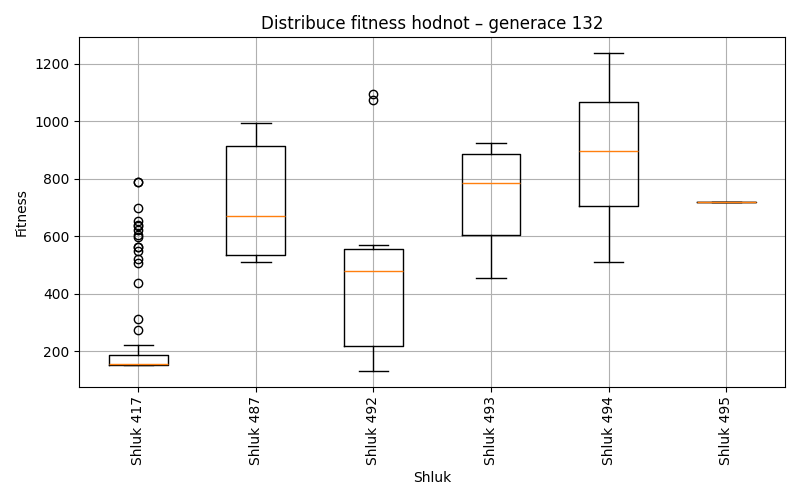 Distribuce fitness hodnot – generace 132
Fitness
1200
1000
800
600
400
200
Shluk 417
Shluk 487
Shluk 492
Shluk 493
Shluk 494
Shluk 495
Shluk